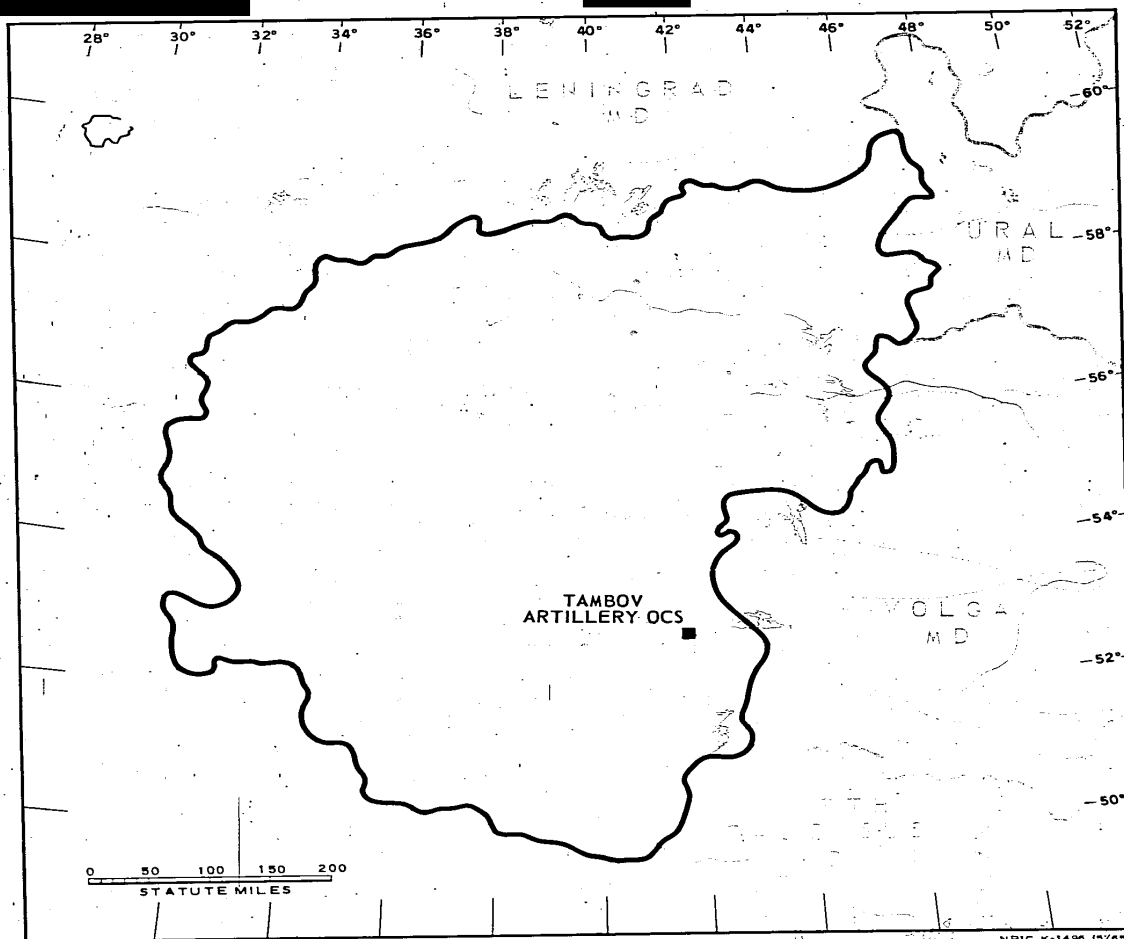 28° 30° 32° 34° 36° 38° 40° 42° 44° 46° 48° 50° 52°
LENINGRAD
MD
60°
URAL
MD
58°
56°
54°
TAMBOV
ARTILLERY OCS
VOLGA
MD
52°
50°
0 50 100 150 200
STATUTE MILES